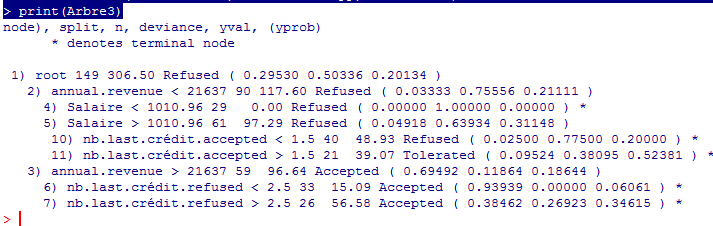 > print(Arbre3)
node), split, n, deviance, yval, (yprob)
      * denotes terminal node
 1) root 149 306.50 Refused ( 0.29530 0.50336 0.20134 )
   2) annual.revenue < 21637 90 117.60 Refused ( 0.03333 0.75556 0.21111 )
     4) Salaire < 1010.96 29   0.00 Refused ( 0.00000 1.00000 0.00000 ) *
     5) Salaire > 1010.96 61  97.29 Refused ( 0.04918 0.63934 0.31148 )
      10) nb.last.crédit.accepted < 1.5 40  48.93 Refused ( 0.02500 0.77500 0.20000 ) *
      11) nb.last.crédit.accepted > 1.5 21  39.07 Tolerated ( 0.09524 0.38095 0.52381 ) *
   3) annual.revenue > 21637 59  96.64 Accepted ( 0.69492 0.11864 0.18644 )
     6) nb.last.crédit.refused < 2.5 33  15.09 Accepted ( 0.93939 0.00000 0.06061 ) *
     7) nb.last.crédit.refused > 2.5 26  56.58 Accepted ( 0.38462 0.26923 0.34615 ) *
>